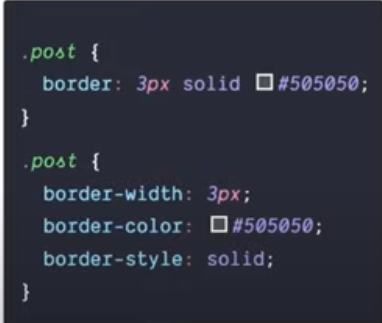 .post {
border: 3px solid #505050;
}
.post {
border-width: 3px;
border-color: #505050;
border-style: solid;
}